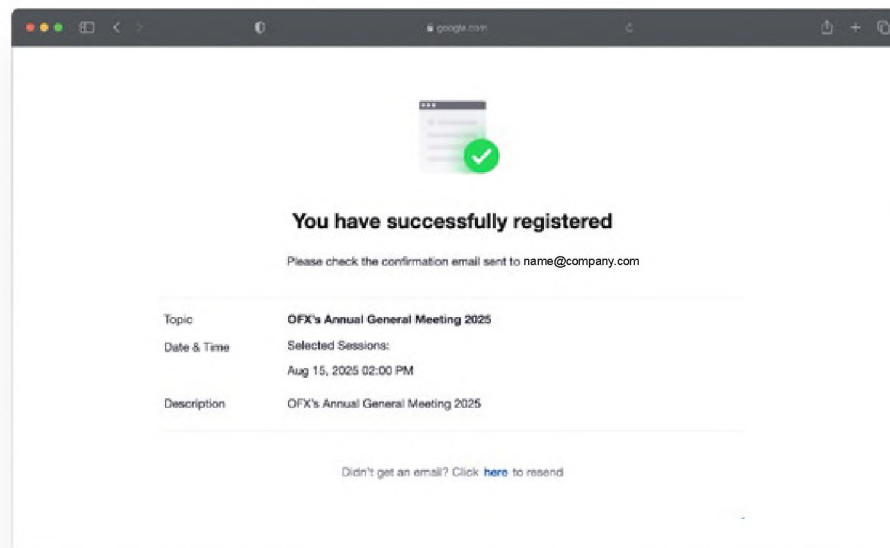 google.com
You have successfully registered
Please check the confirmation email sent to name@company.com
Topic OFX's Annual General Meeting 2025
Date & Time Selected Sessions:
Aug 15, 2025 02:00 PM
Description OFX's Annual General Meeting 2025
Didn't get an email? Click here to resend